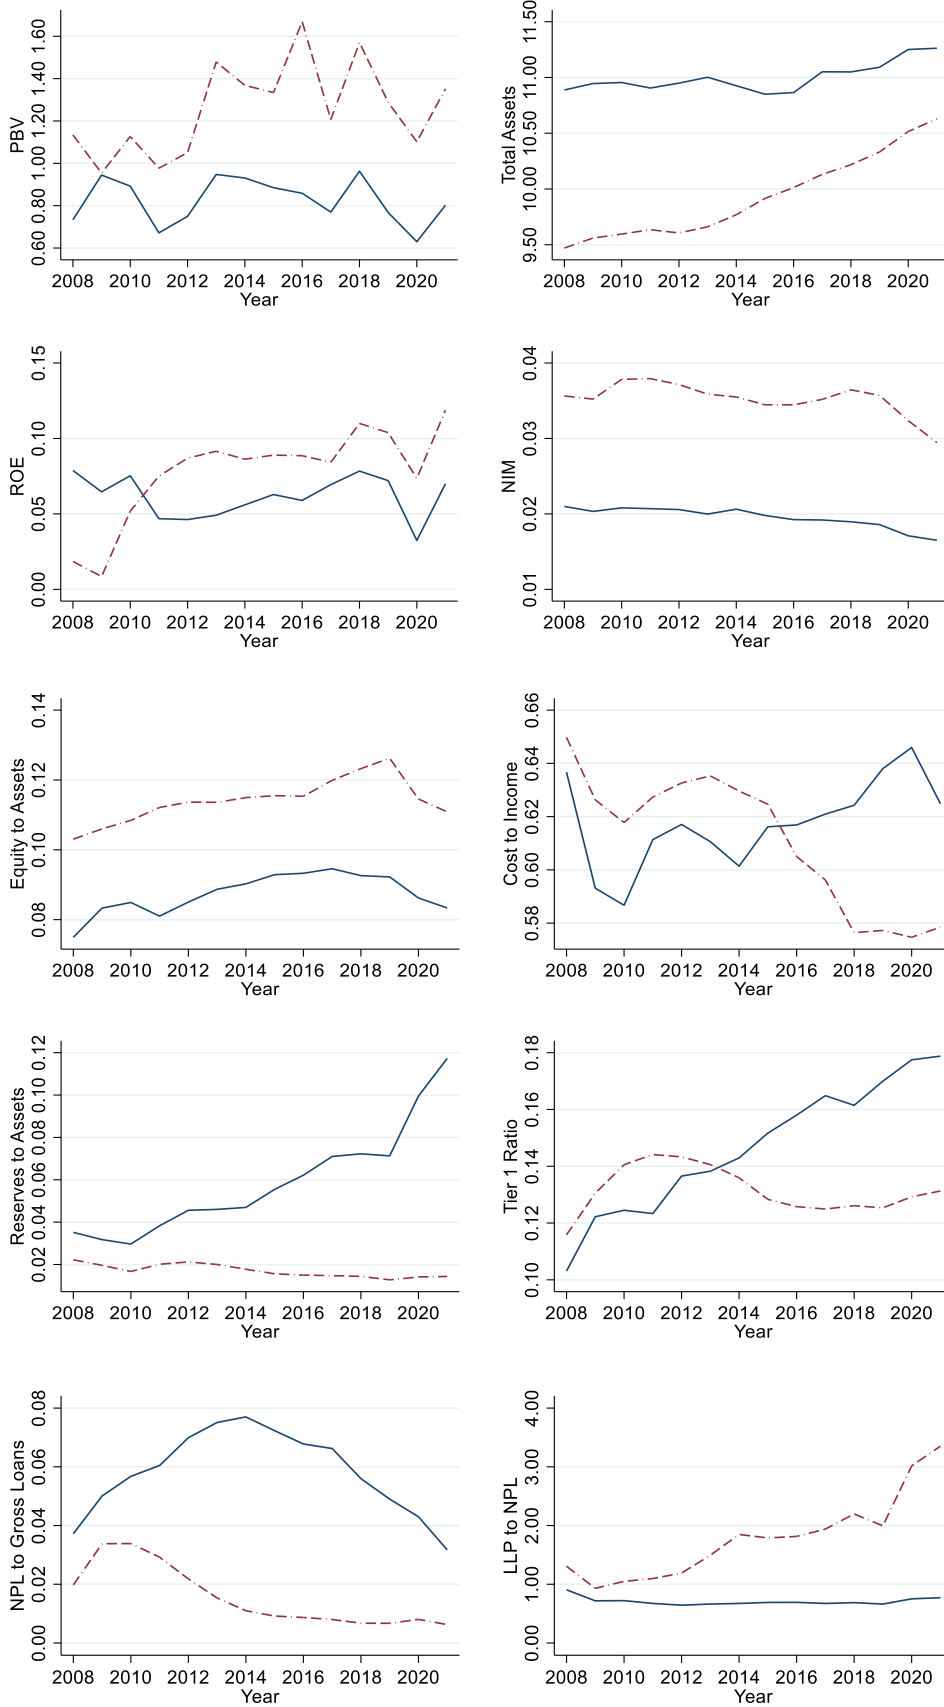 PBV
0.60 0.80 1.00 1.20 1.40 1.60
2008 2010 2012 2014 2016 2018 2020
Year
Total Assets
9.50 10.00 10.50 11.00 11.50
2008 2010 2012 2014 2016 2018 2020
Year
ROE
0.00 0.05 0.10 0.15
2008 2010 2012 2014 2016 2018 2020
Year
NIM
0.01 0.02 0.03 0.04
2008 2010 2012 2014 2016 2018 2020
Year
Equity to Assets
0.08 0.10 0.12 0.14
2008 2010 2012 2014 2016 2018 2020
Year
Cost to Income
0.58 0.60 0.62 0.64 0.66
2008 2010 2012 2014 2016 2018 2020
Year
Reserves to Assets
0.02 0.04 0.06 0.08 0.10 0.12
2008 2010 2012 2014 2016 2018 2020
Year
Tier 1 Ratio
0.10 0.12 0.14 0.16 0.18
2008 2010 2012 2014 2016 2018 2020
Year
NPL to Gross Loans
0.00 0.02 0.04 0.06 0.08
2008 2010 2012 2014 2016 2018 2020
Year
LLP to NPL
0.00 1.00 2.00 3.00 4.00
2008 2010 2012 2014 2016 2018 2020
Year